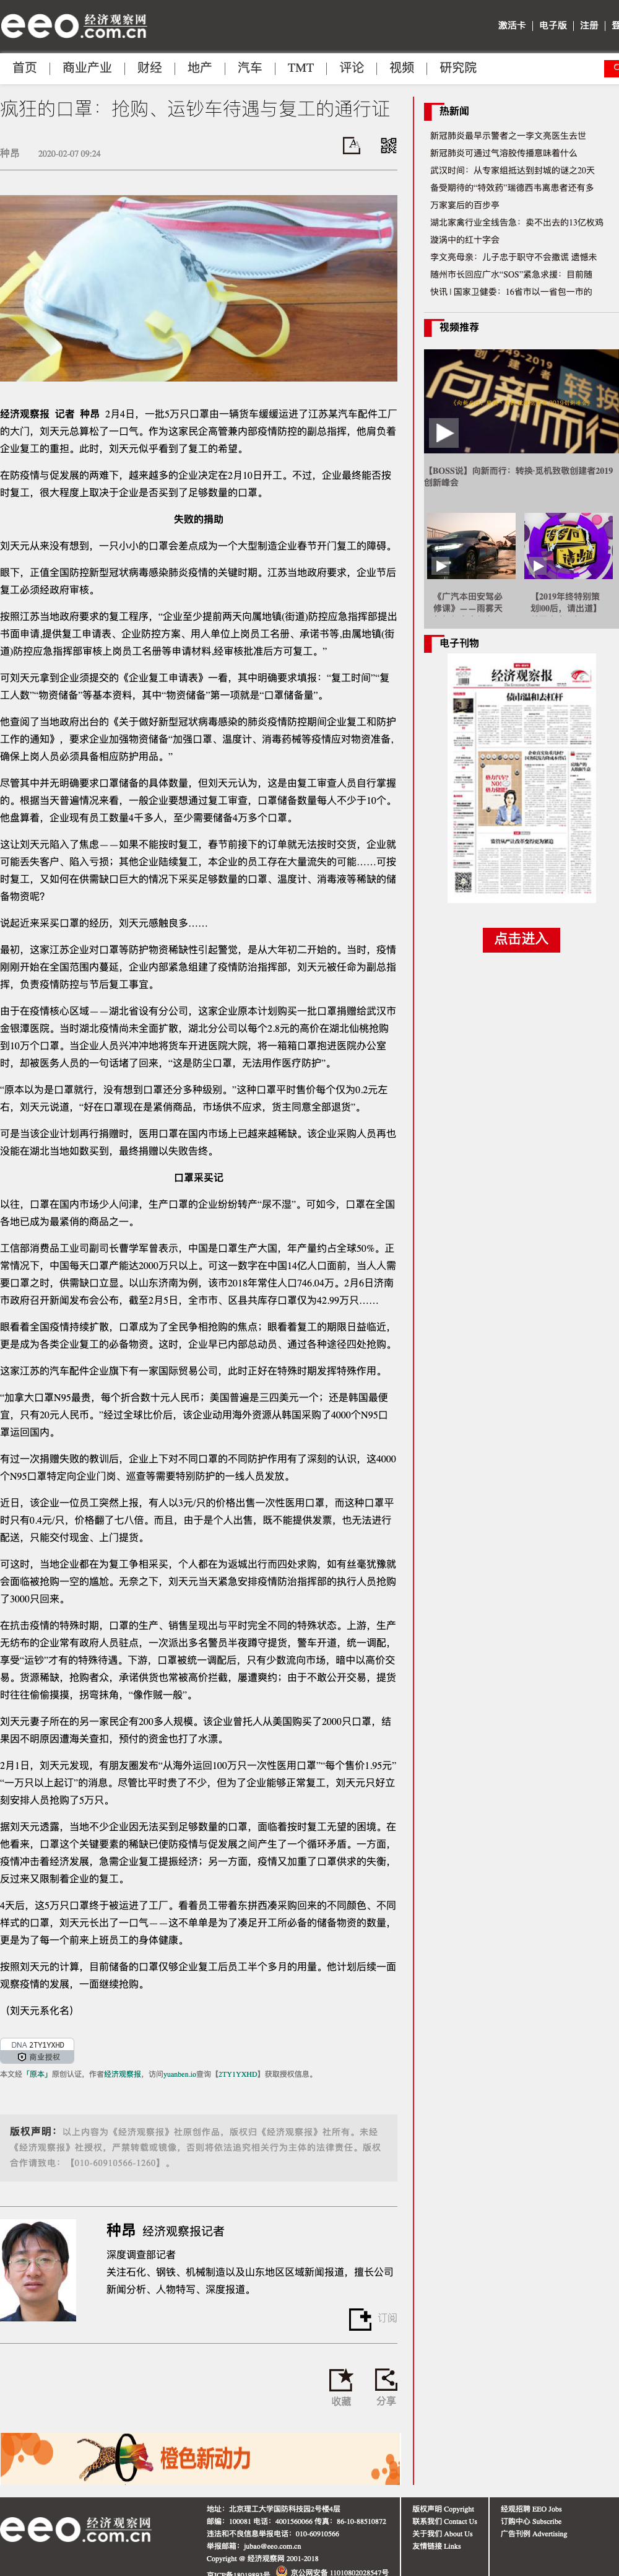 eeo 经济观察网
.com.cn
激活卡 | 电子版 | 注册 |
首页 | 商业产业 | 财经 | 地产 | 汽车 | TMT | 评论 | 视频 | 研究院
疯狂的口罩：抢购、运钞车待遇与复工的通行证
种昂 2020-02-07 09:24
经济观察报 记者 种昂 2月4日，一批5万只口罩由一辆货车缓缓运进了江苏某汽车配件工厂
的大门，刘天元总算松了一口气。作为这家民企高管兼内部疫情防控的副总指挥，他肩负着
企业复工的重担。此时，刘天元似乎看到了复工的希望。
在防疫情与促发展的两难下，越来越多的企业决定在2月10日开工。不过，企业最终能否按
时复工，很大程度上取决于企业是否买到了足够数量的口罩。
失败的捐助
刘天元从来没有想到，一只小小的口罩会差点成为一个大型制造企业春节开门复工的障碍。
眼下，正值全国防控新型冠状病毒感染肺炎疫情的关键时期。江苏当地政府要求，企业节后
复工必须经政府审核。
按照江苏当地政府要求的复工程序，“企业至少提前两天向属地镇(街道)防控应急指挥部提出
书面申请,提供复工申请表、企业防控方案、用人单位上岗员工名册、承诺书等,由属地镇(街
道)防控应急指挥部审核上岗员工名册等申请材料,经审核批准后方可复工。”
可刘天元拿到企业须提交的《企业复工申请表》一看，其中明确要求填报：“复工时间”“复
工人数”“物资储备”等基本资料，其中“物资储备”第一项就是“口罩储备量”。
他查阅了当地政府出台的《关于做好新型冠状病毒感染的肺炎疫情防控期间企业复工和防护
工作的通知》，要求企业加强物资储备“加强口罩、温度计、消毒药械等疫情应对物资准备,
确保上岗人员必须具备相应防护用品。”
尽管其中并无明确要求口罩储备的具体数量，但刘天元认为，这是由复工审查人员自行掌握
的。根据当天普遍情况来看，一般企业要想通过复工审查，口罩储备数量每人不少于10个。
他盘算着，企业现有员工数量4千多人，至少需要储备4万多个口罩。
这让刘天元陷入了焦虑——如果不能按时复工，春节前接下的订单就无法按时交货，企业就
可能丢失客户、陷入亏损；其他企业陆续复工，本企业的员工存在大量流失的可能……可按
时复工，又如何在供需缺口巨大的情况下采买足够数量的口罩、温度计、消毒液等稀缺的储
备物资呢？
说起近来采买口罩的经历，刘天元感触良多……
最初，这家江苏企业对口罩等防护物资稀缺性引起警觉，是从大年初二开始的。当时，疫情
刚刚开始在全国范围内蔓延，企业内部紧急组建了疫情防治指挥部，刘天元被任命为副总指
挥，负责疫情防控与节后复工事宜。
由于在疫情核心区域——湖北省设有分公司，这家企业原本计划购买一批口罩捐赠给武汉市
金银潭医院。当时湖北疫情尚未全面扩散，湖北分公司以每个2.8元的高价在湖北仙桃抢购
到10万个口罩。当企业人员兴冲冲地将货车开进医院大院，将一箱箱口罩抱进医院办公室
时，却被医务人员的一句话堵了回来，“这是防尘口罩，无法用作医疗防护”。
“原本以为是口罩就行，没有想到口罩还分多种级别。”这种口罩平时售价每个仅为0.2元左
右，刘天元说道，“好在口罩现在是紧俏商品，市场供不应求，货主同意全部退货”。
可是当该企业计划再行捐赠时，医用口罩在国内市场上已越来越稀缺。该企业采购人员再也
没能在湖北当地如数买到，最终捐赠以失败告终。
口罩采买记
以往，口罩在国内市场少人问津，生产口罩的企业纷纷转产“尿不湿”。可如今，口罩在全国
各地已成为最紧俏的商品之一。
工信部消费品工业司副司长曹学军曾表示，中国是口罩生产大国，年产量约占全球50%。正
常情况下，中国每天口罩产能达2000万只以上。可这一数字在中国14亿人口面前，当人人需
要口罩之时，供需缺口立显。以山东济南为例，该市2018年常住人口746.04万。2月6日济南
市政府召开新闻发布会公布，截至2月5日，全市市、区县共库存口罩仅为42.99万只……
眼看着全国疫情持续扩散，口罩成为了全民争相抢购的焦点；眼看着复工的期限日益临近，
更是成为各类企业复工的必备物资。这时，企业早已内部总动员、通过各种途径四处抢购。
这家江苏的汽车配件企业旗下有一家国际贸易公司，此时正好在特殊时期发挥特殊作用。
“加拿大口罩N95最贵，每个折合数十元人民币；美国普遍是三四美元一个；还是韩国最便
宜，只有20元人民币。”经过全球比价后，该企业动用海外资源从韩国采购了4000个N95口
罩运回国内。
有过一次捐赠失败的教训后，企业上下对不同口罩的不同防护作用有了深刻的认识，这4000
个N95口罩特定向企业门岗、巡查等需要特别防护的一线人员发放。
近日，该企业一位员工突然上报，有人以3元/只的价格出售一次性医用口罩，而这种口罩平
时只有0.4元/只，价格翻了七八倍。而且，由于是个人出售，既不能提供发票，也无法进行
配送，只能交付现金、上门提货。
可这时，当地企业都在为复工争相采买，个人都在为返城出行而四处求购，如有丝毫犹豫就
会面临被抢购一空的尴尬。无奈之下，刘天元当天紧急安排疫情防治指挥部的执行人员抢购
了3000只回来。
在抗击疫情的特殊时期，口罩的生产、销售呈现出与平时完全不同的特殊状态。上游，生产
无纺布的企业常有政府人员驻点，一次派出多名警员半夜蹲守提货，警车开道，统一调配，
享受“运钞”才有的特殊待遇。下游，口罩被统一调配后，只有少数流向市场，暗中以高价交
易。货源稀缺，抢购者众，承诺供货也常被高价拦截，屡遭爽约；由于不敢公开交易，提货
时往往偷偷摸摸，拐弯抹角，“像作贼一般”。
刘天元妻子所在的另一家民企有200多人规模。该企业曾托人从美国购买了2000只口罩，结
果因不明原因遭海关查扣，预付的资金也打了水漂。
2月1日，刘天元发现，有朋友圈发布“从海外运回100万只一次性医用口罩”“每个售价1.95元”
“一万只以上起订”的消息。尽管比平时贵了不少，但为了企业能够正常复工，刘天元只好立
刻安排人员抢购了5万只。
据刘天元透露，当地不少企业因无法买到足够数量的口罩，面临着按时复工无望的困境。在
他看来，口罩这个关键要素的稀缺已使防疫情与促发展之间产生了一个循环矛盾。一方面，
疫情冲击着经济发展，急需企业复工提振经济；另一方面，疫情又加重了口罩供求的失衡，
反过来又限制着企业的复工。
4天后，这5万只口罩终于被运进了工厂。看着员工带着东拼西凑采购回来的不同颜色、不同
样式的口罩，刘天元长出了一口气——这不单单是为了凑足开工所必备的储备物资的数量，
更是为了每一个前来上班员工的身体健康。
按照刘天元的计算，目前储备的口罩仅够企业复工后员工半个多月的用量。他计划后续一面
观察疫情的发展，一面继续抢购。
（刘天元系化名）
DNA 2TY1YXHD
商业授权
本文经「原本」原创认证，作者经济观察报，访问yuanben.io查询【2TY1YXHD】获取授权信息。
版权声明：以上内容为《经济观察报》社原创作品，版权归《经济观察报》社所有。未经
《经济观察报》社授权，严禁转载或镜像，否则将依法追究相关行为主体的法律责任。版权
合作请致电：【010-60910566-1260】。
种昂 经济观察报记者
深度调查部记者
关注石化、钢铁、机械制造以及山东地区区域新闻报道，擅长公司
新闻分析、人物特写、深度报道。
订阅
收藏 分享
橙色新动力
热新闻
新冠肺炎最早示警者之一李文亮医生去世
新冠肺炎可通过气溶胶传播意味着什么
武汉时间：从专家组抵达到封城的谜之20天
备受期待的“特效药”瑞德西韦离患者还有多
万家宴后的百步亭
湖北家禽行业全线告急：卖不出去的13亿枚鸡
漩涡中的红十字会
李文亮母亲：儿子忠于职守不会撒谎 遗憾未
随州市长回应广水“SOS”紧急求援：目前随
快讯 | 国家卫健委：16省市以一省包一市的
视频推荐
向新 转换
【BOSS说】向新而行：转换·觅机致敬创建者2019
创新峰会
《广汽本田安驾必
修课》——雨雾天
【2019年终特别策
划|00后，请出道】
电子刊物
经济观察报
债市温和去杠杆
点击进入
eeo 经济观察网
.com.cn
地址：北京理工大学国防科技园2号楼4层
邮编：100081 电话：4001560066 传真：86-10-88510872
违法和不良信息举报电话：010-60910566
举报邮箱：jubao@eeo.com.cn
Copyright @ 经济观察网 2001-2018
京ICP备18019893号 京公网安备 11010802028547号
版权声明 Copyright
联系我们 Contact Us
关于我们 About Us
友情链接 Links
经观招聘 EEO Jobs
订购中心 Subscribe
广告刊例 Advertising